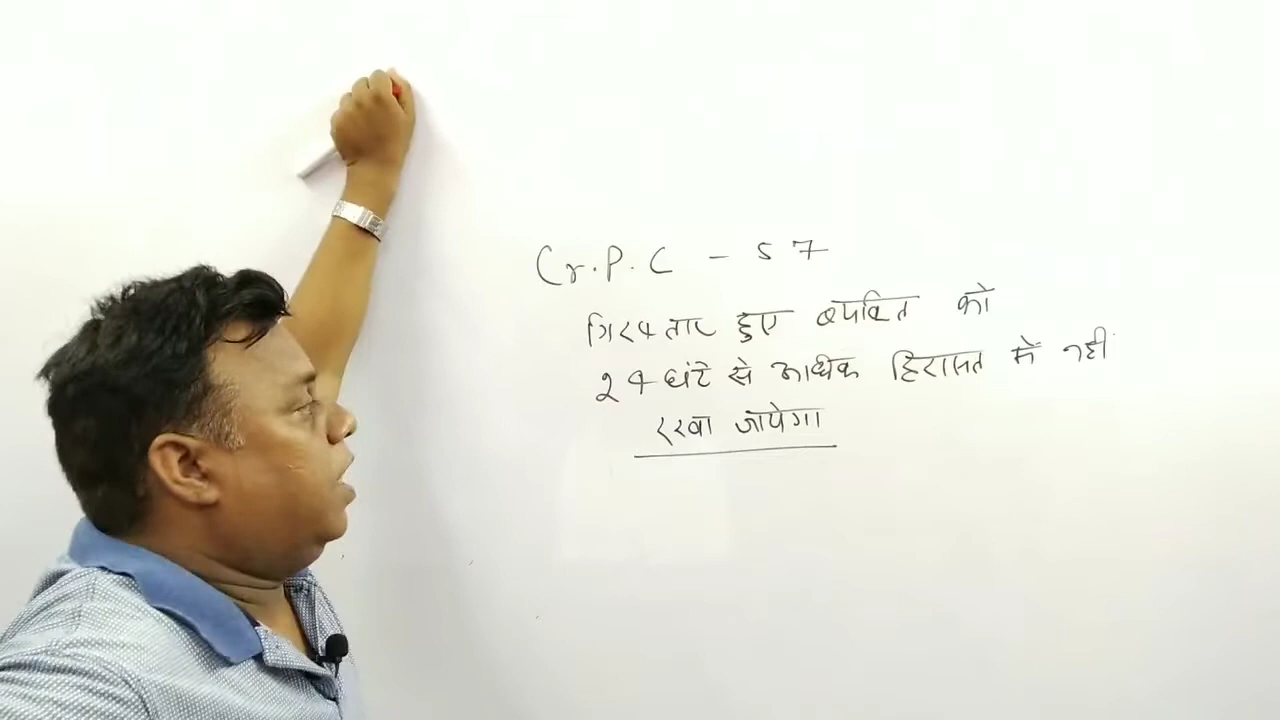 Cr.P.C - 57
गिरफ्तार हुए व्यक्ति को
24 घंटे से अधिक हिरासत में नही
रखा जायेगा